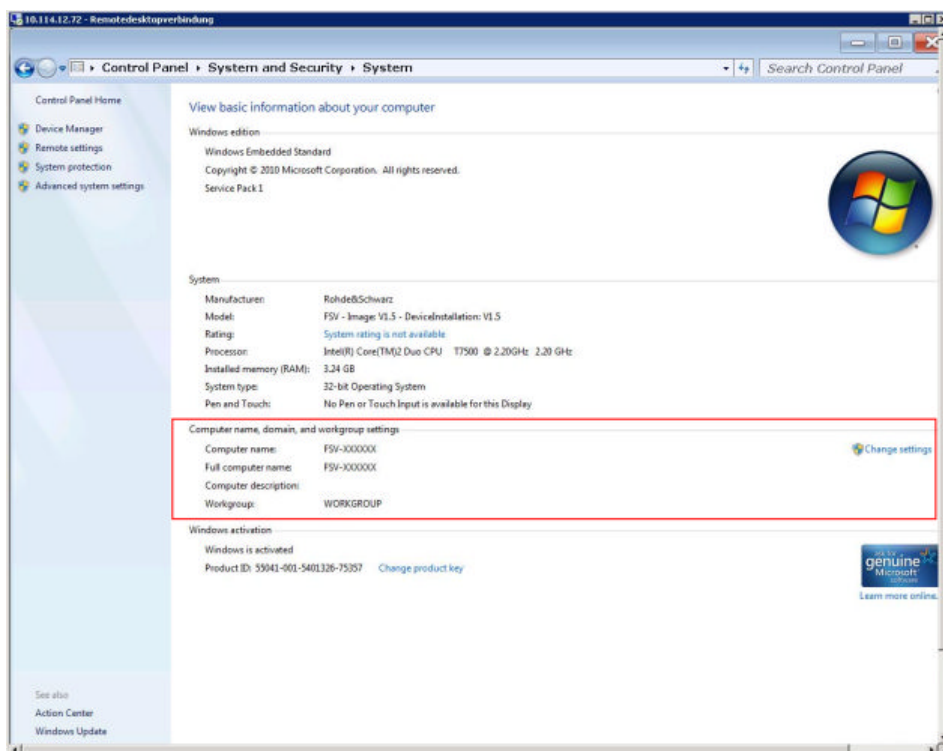 10.114.12.72 - Remotedesktopverbindung
Control Panel System and Security System
Search Control Panel
Control Panel Home
Device Manager
Remote settings
System protection
Advanced system settings
View basic information about your computer
Windows edition
Windows Embedded Standard
Copyright © 2010 Microsoft Corporation. All rights reserved.
Service Pack 1
System
Manufacturer: Rohde&Schwarz
Model: FSV - Image: V1.5 - DeviceInstallation: V1.5
Rating: System rating is not available
Processor: Intel(R) Core(TM)2 Duo CPU T7500 @ 2.20GHz 2.20 GHz
Installed memory (RAM): 3.24 GB
System type: 32-bit Operating System
Pen and Touch: No Pen or Touch Input is available for this Display
Computer name, domain, and workgroup settings
Computer name: FSV-XXXXXX Change settings
Full computer name: FSV-XXXXXX
Computer description:
Workgroup: WORKGROUP
Windows activation
Windows is activated
Product ID: 55041-001-5401326-75357 Change product key
ask for
genuine
Microsoft
software
Learn more online.
See also
Action Center
Windows Update